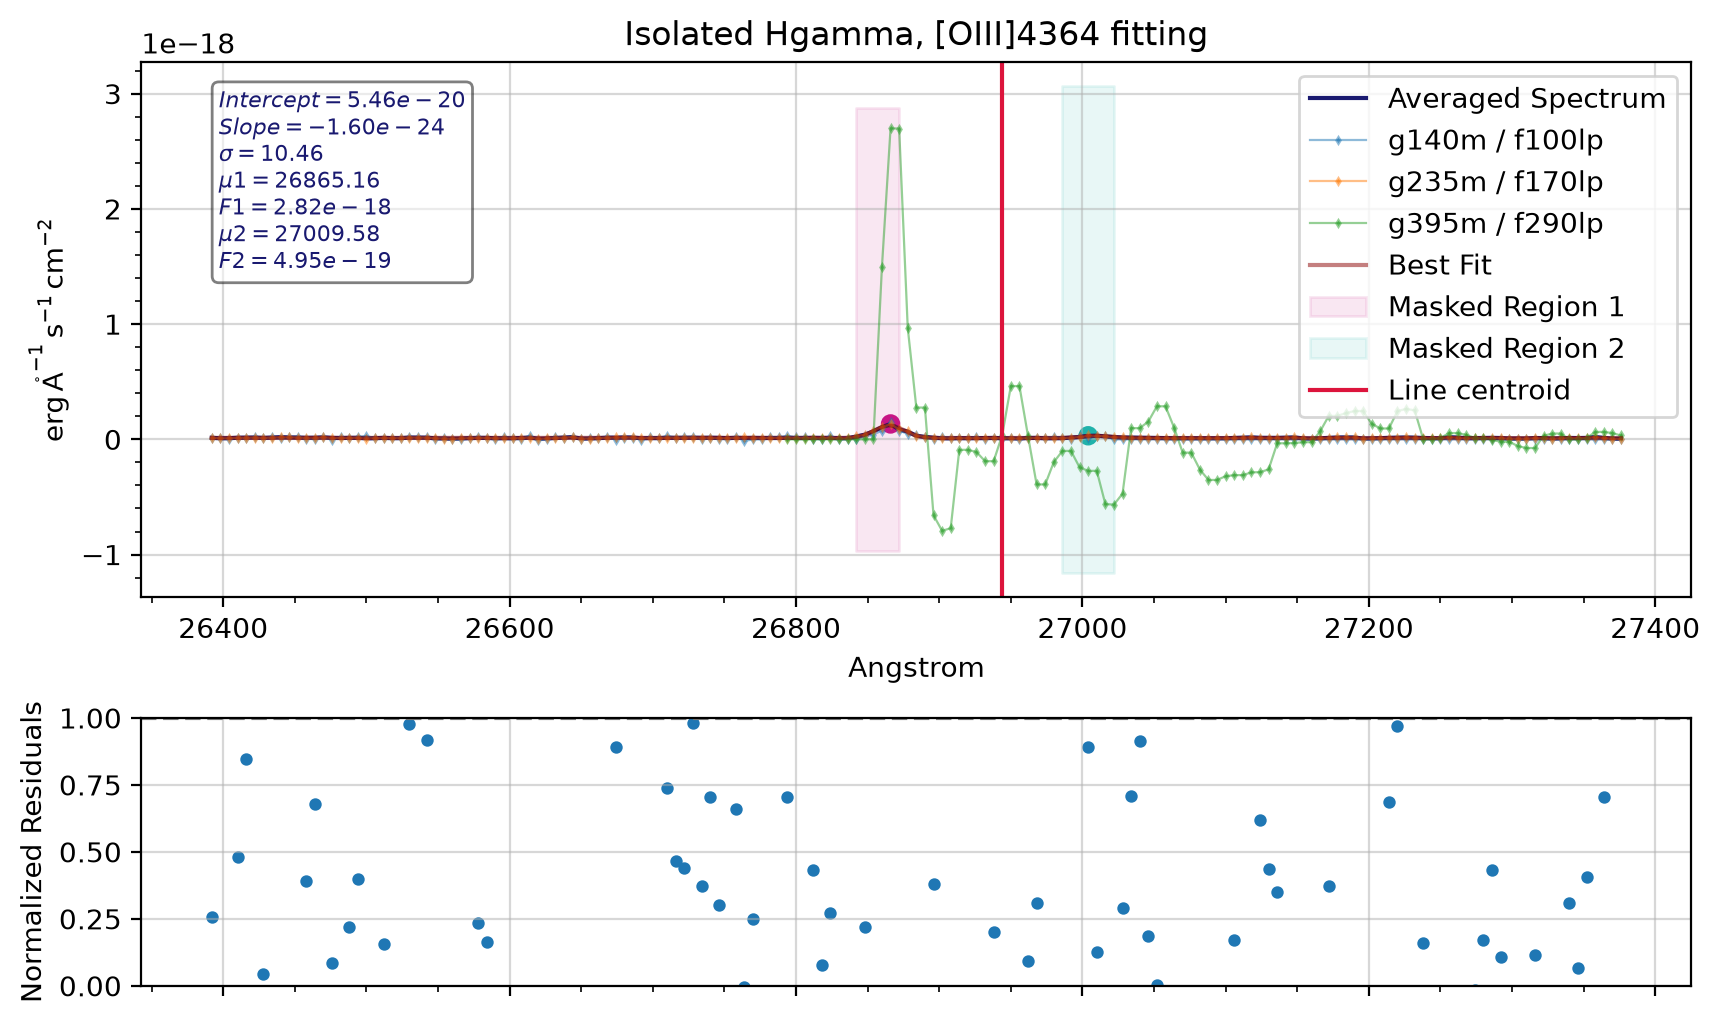 Isolated Hgamma, [OIII]4364 fitting
1e−18
Intercept = 5.46e − 20
Slope = −1.60e − 24
σ = 10.46
μ1 = 26865.16
F1 = 2.82e − 18
μ2 = 27009.58
F2 = 4.95e − 19
Averaged Spectrum
g140m / f100lp
g235m / f170lp
g395m / f290lp
Best Fit
Masked Region 1
Masked Region 2
Line centroid
3
2
1
0
−1
erg Å⁻¹ s⁻¹ cm⁻²
26400 26600 26800 27000 27200 27400
Angstrom
Normalized Residuals
1.00
0.75
0.50
0.25
0.00